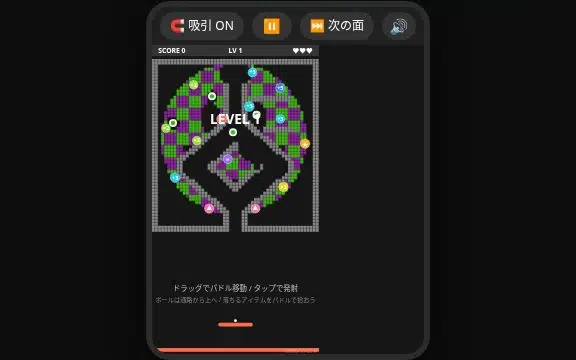 吸引 ON
次の面
SCORE 0 LV 1
LEVEL 1
ドラッグでパドル移動 / タップで発射
ボールは通路から上へ / 落ちるアイテムをパドルで拾おう